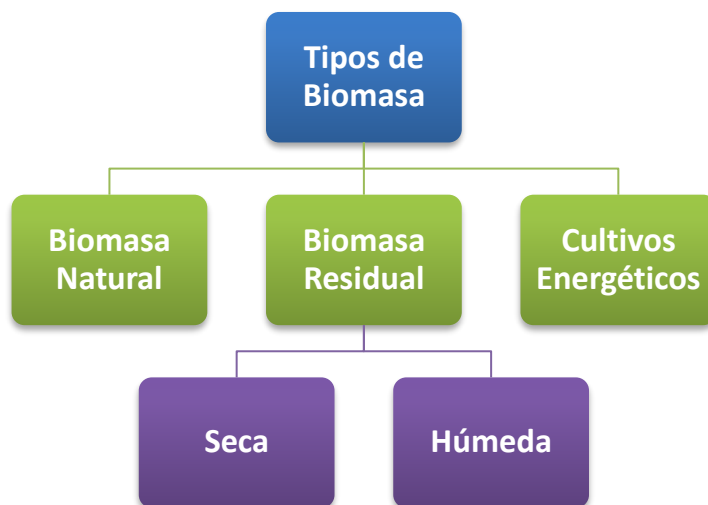 Tipos de
Biomasa
Biomasa
Natural
Biomasa
Residual
Cultivos
Energéticos
Seca
Húmeda